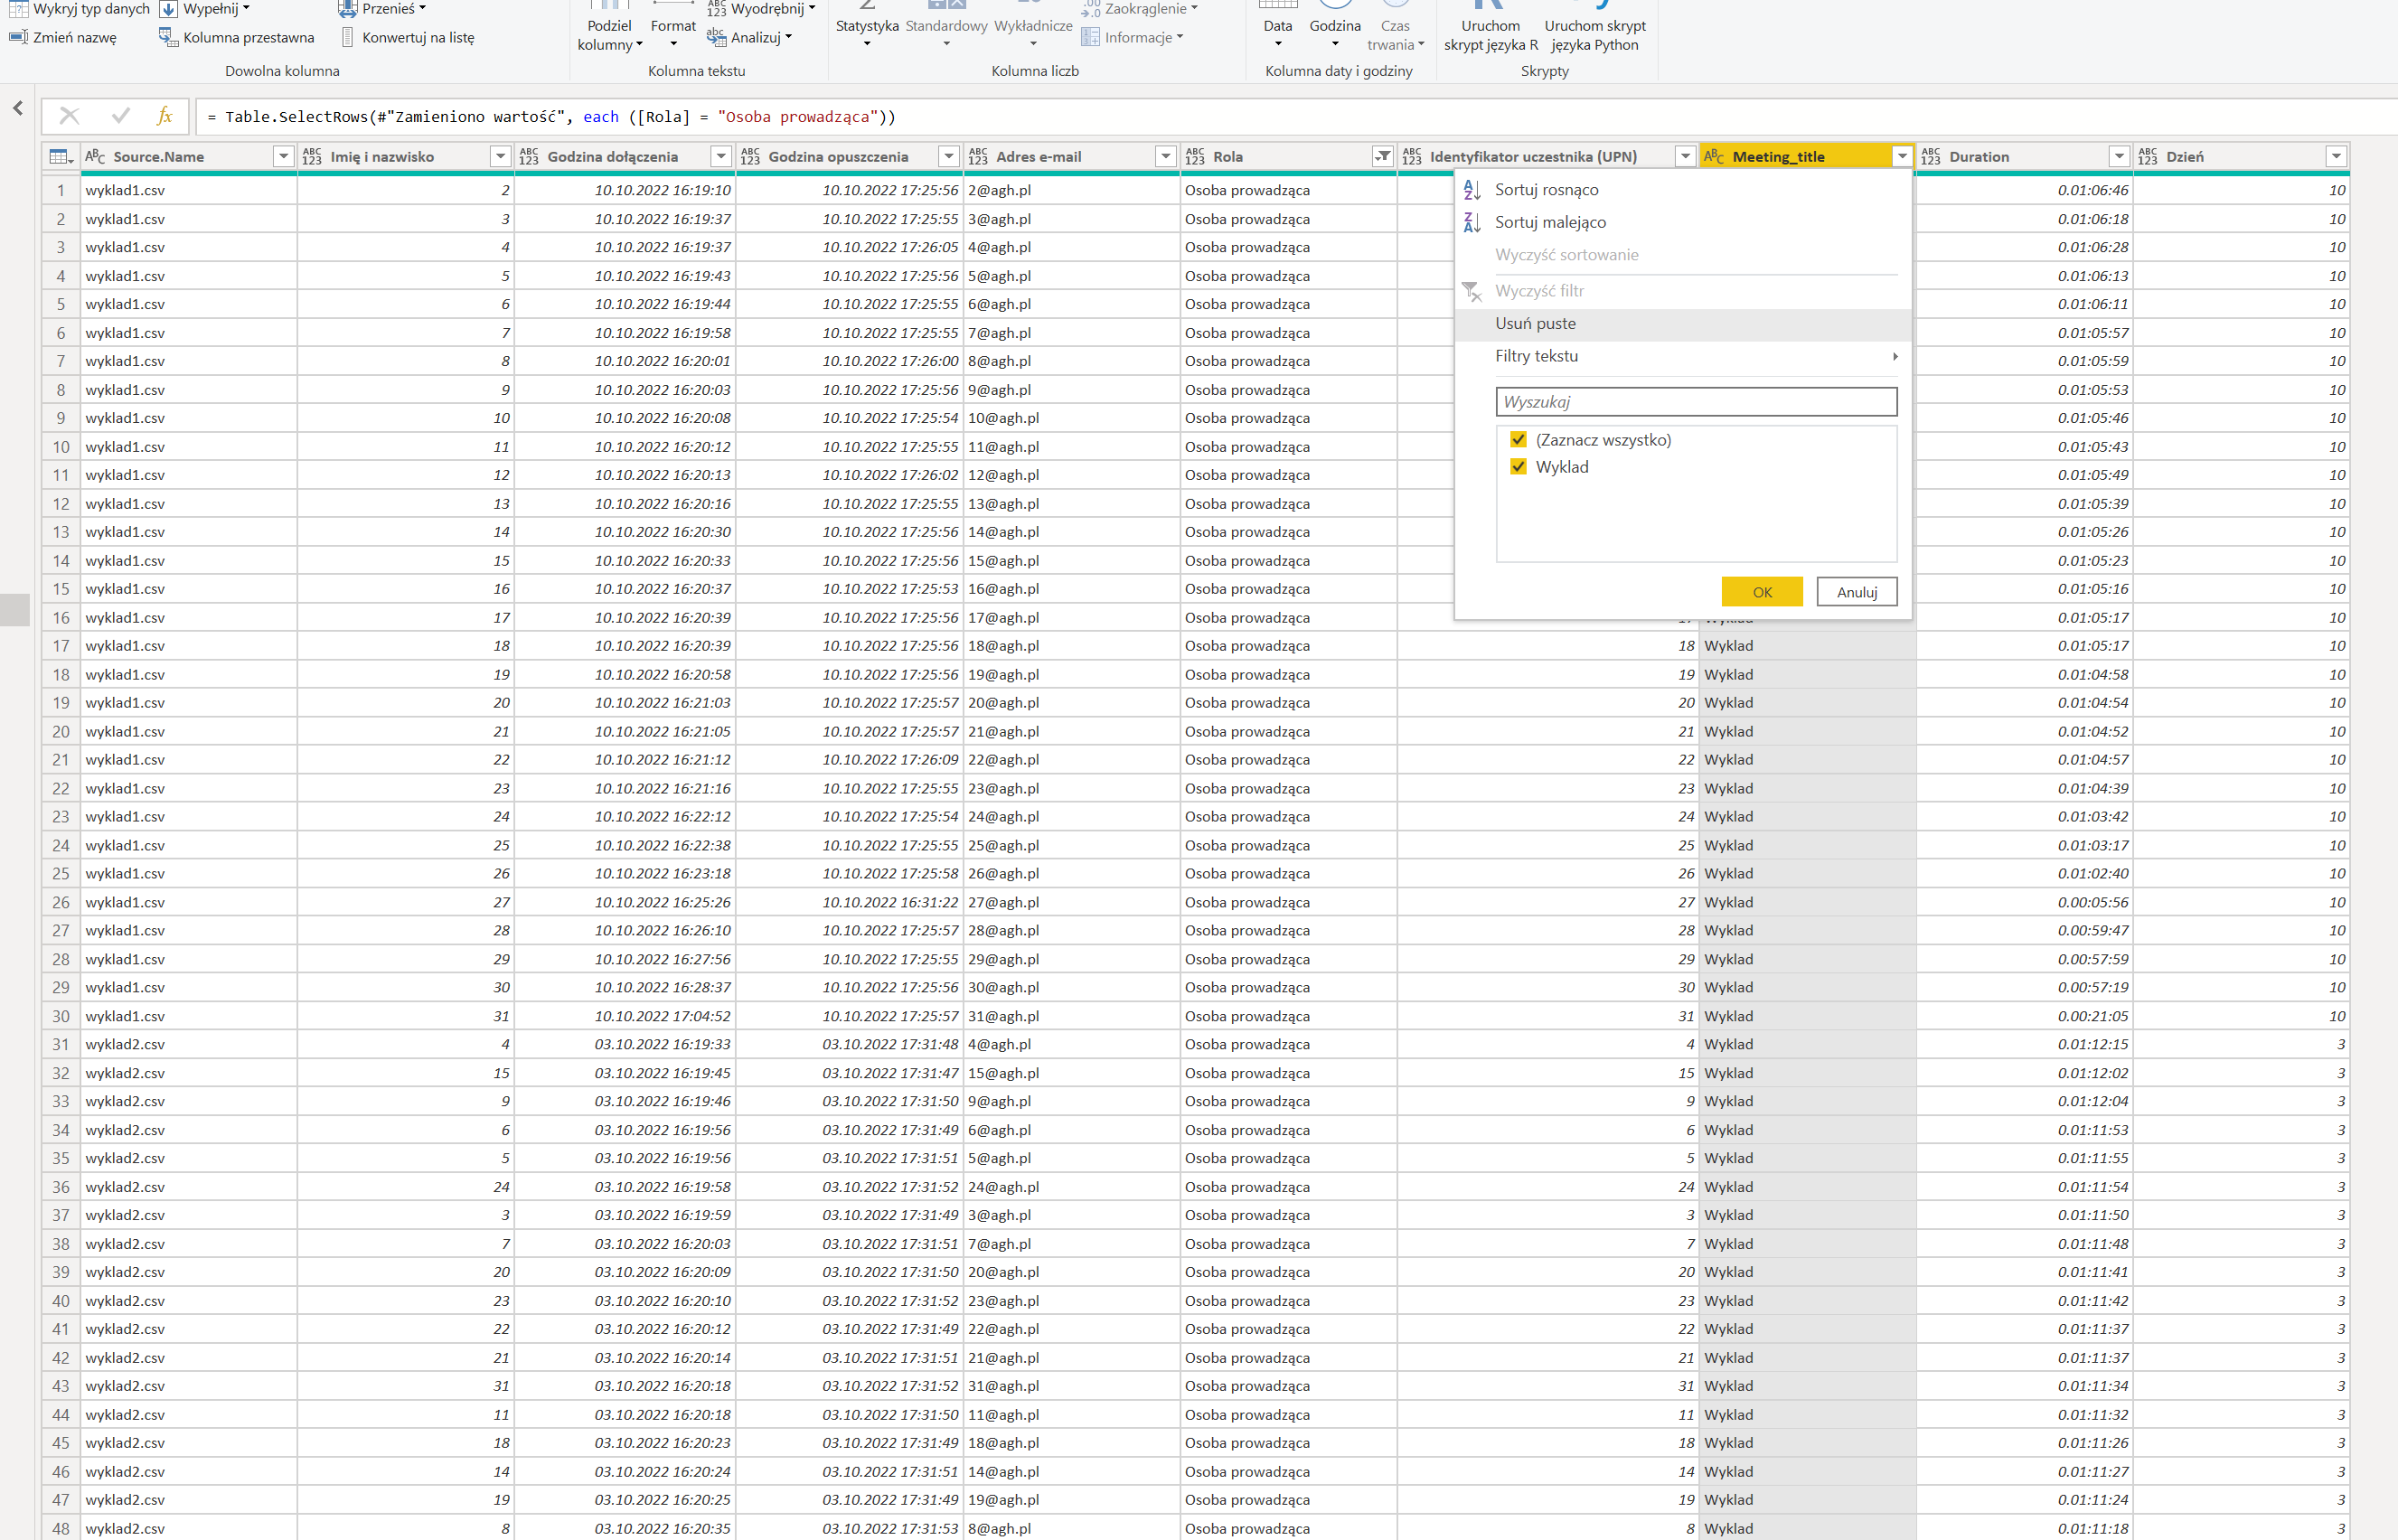 Wykryj typ danych Wypełnij Przenieś
Zmień nazwę Kolumna przestawna Konwertuj na listę
Dowolna kolumna
Podziel kolumny Format ABC 123 Wyodrębnij
abc Analizuj
Kolumna tekstu
Statystyka Standardowy Wykładnicze .00 →.0 Zaokrąglenie
Informacje
Kolumna liczb
Data Godzina Czas trwania
Kolumna daty i godziny
Uruchom skrypt języka R Uruchom skrypt języka Python
Skrypty
fx = Table.SelectRows(#"Zamieniono wartość", each ([Rola] = "Osoba prowadząca"))
ABC Source.Name ABC 123 Imię i nazwisko ABC 123 Godzina dołączenia ABC 123 Godzina opuszczenia ABC 123 Adres e-mail ABC 123 Rola ABC 123 Identyfikator uczestnika (UPN) ABC Meeting_title ABC 123 Duration ABC 123 Dzień
1 wyklad1.csv 2 10.10.2022 16:19:10 10.10.2022 17:25:56 2@agh.pl Osoba prowadząca 0.01:06:46 10
2 wyklad1.csv 3 10.10.2022 16:19:37 10.10.2022 17:25:55 3@agh.pl Osoba prowadząca 0.01:06:18 10
3 wyklad1.csv 4 10.10.2022 16:19:37 10.10.2022 17:26:05 4@agh.pl Osoba prowadząca 0.01:06:28 10
4 wyklad1.csv 5 10.10.2022 16:19:43 10.10.2022 17:25:56 5@agh.pl Osoba prowadząca 0.01:06:13 10
5 wyklad1.csv 6 10.10.2022 16:19:44 10.10.2022 17:25:55 6@agh.pl Osoba prowadząca 0.01:06:11 10
6 wyklad1.csv 7 10.10.2022 16:19:58 10.10.2022 17:25:55 7@agh.pl Osoba prowadząca 0.01:05:57 10
7 wyklad1.csv 8 10.10.2022 16:20:01 10.10.2022 17:26:00 8@agh.pl Osoba prowadząca 0.01:05:59 10
8 wyklad1.csv 9 10.10.2022 16:20:03 10.10.2022 17:25:56 9@agh.pl Osoba prowadząca 0.01:05:53 10
9 wyklad1.csv 10 10.10.2022 16:20:08 10.10.2022 17:25:54 10@agh.pl Osoba prowadząca 0.01:05:46 10
10 wyklad1.csv 11 10.10.2022 16:20:12 10.10.2022 17:25:55 11@agh.pl Osoba prowadząca 0.01:05:43 10
11 wyklad1.csv 12 10.10.2022 16:20:13 10.10.2022 17:26:02 12@agh.pl Osoba prowadząca 0.01:05:49 10
12 wyklad1.csv 13 10.10.2022 16:20:16 10.10.2022 17:25:55 13@agh.pl Osoba prowadząca 0.01:05:39 10
13 wyklad1.csv 14 10.10.2022 16:20:30 10.10.2022 17:25:56 14@agh.pl Osoba prowadząca 0.01:05:26 10
14 wyklad1.csv 15 10.10.2022 16:20:33 10.10.2022 17:25:56 15@agh.pl Osoba prowadząca 0.01:05:23 10
15 wyklad1.csv 16 10.10.2022 16:20:37 10.10.2022 17:25:53 16@agh.pl Osoba prowadząca 0.01:05:16 10
16 wyklad1.csv 17 10.10.2022 16:20:39 10.10.2022 17:25:56 17@agh.pl Osoba prowadząca 17 Wyklad 0.01:05:17 10
17 wyklad1.csv 18 10.10.2022 16:20:39 10.10.2022 17:25:56 18@agh.pl Osoba prowadząca 18 Wyklad 0.01:05:17 10
18 wyklad1.csv 19 10.10.2022 16:20:58 10.10.2022 17:25:56 19@agh.pl Osoba prowadząca 19 Wyklad 0.01:04:58 10
19 wyklad1.csv 20 10.10.2022 16:21:03 10.10.2022 17:25:57 20@agh.pl Osoba prowadząca 20 Wyklad 0.01:04:54 10
20 wyklad1.csv 21 10.10.2022 16:21:05 10.10.2022 17:25:57 21@agh.pl Osoba prowadząca 21 Wyklad 0.01:04:52 10
21 wyklad1.csv 22 10.10.2022 16:21:12 10.10.2022 17:26:09 22@agh.pl Osoba prowadząca 22 Wyklad 0.01:04:57 10
22 wyklad1.csv 23 10.10.2022 16:21:16 10.10.2022 17:25:55 23@agh.pl Osoba prowadząca 23 Wyklad 0.01:04:39 10
23 wyklad1.csv 24 10.10.2022 16:22:12 10.10.2022 17:25:54 24@agh.pl Osoba prowadząca 24 Wyklad 0.01:03:42 10
24 wyklad1.csv 25 10.10.2022 16:22:38 10.10.2022 17:25:55 25@agh.pl Osoba prowadząca 25 Wyklad 0.01:03:17 10
25 wyklad1.csv 26 10.10.2022 16:23:18 10.10.2022 17:25:58 26@agh.pl Osoba prowadząca 26 Wyklad 0.01:02:40 10
26 wyklad1.csv 27 10.10.2022 16:25:26 10.10.2022 16:31:22 27@agh.pl Osoba prowadząca 27 Wyklad 0.00:05:56 10
27 wyklad1.csv 28 10.10.2022 16:26:10 10.10.2022 17:25:57 28@agh.pl Osoba prowadząca 28 Wyklad 0.00:59:47 10
28 wyklad1.csv 29 10.10.2022 16:27:56 10.10.2022 17:25:55 29@agh.pl Osoba prowadząca 29 Wyklad 0.00:57:59 10
29 wyklad1.csv 30 10.10.2022 16:28:37 10.10.2022 17:25:56 30@agh.pl Osoba prowadząca 30 Wyklad 0.00:57:19 10
30 wyklad1.csv 31 10.10.2022 17:04:52 10.10.2022 17:25:57 31@agh.pl Osoba prowadząca 31 Wyklad 0.00:21:05 10
31 wyklad2.csv 4 03.10.2022 16:19:33 03.10.2022 17:31:48 4@agh.pl Osoba prowadząca 4 Wyklad 0.01:12:15 3
32 wyklad2.csv 15 03.10.2022 16:19:45 03.10.2022 17:31:47 15@agh.pl Osoba prowadząca 15 Wyklad 0.01:12:02 3
33 wyklad2.csv 9 03.10.2022 16:19:46 03.10.2022 17:31:50 9@agh.pl Osoba prowadząca 9 Wyklad 0.01:12:04 3
34 wyklad2.csv 6 03.10.2022 16:19:56 03.10.2022 17:31:49 6@agh.pl Osoba prowadząca 6 Wyklad 0.01:11:53 3
35 wyklad2.csv 5 03.10.2022 16:19:56 03.10.2022 17:31:51 5@agh.pl Osoba prowadząca 5 Wyklad 0.01:11:55 3
36 wyklad2.csv 24 03.10.2022 16:19:58 03.10.2022 17:31:52 24@agh.pl Osoba prowadząca 24 Wyklad 0.01:11:54 3
37 wyklad2.csv 3 03.10.2022 16:19:59 03.10.2022 17:31:49 3@agh.pl Osoba prowadząca 3 Wyklad 0.01:11:50 3
38 wyklad2.csv 7 03.10.2022 16:20:03 03.10.2022 17:31:51 7@agh.pl Osoba prowadząca 7 Wyklad 0.01:11:48 3
39 wyklad2.csv 20 03.10.2022 16:20:09 03.10.2022 17:31:50 20@agh.pl Osoba prowadząca 20 Wyklad 0.01:11:41 3
40 wyklad2.csv 23 03.10.2022 16:20:10 03.10.2022 17:31:52 23@agh.pl Osoba prowadząca 23 Wyklad 0.01:11:42 3
41 wyklad2.csv 22 03.10.2022 16:20:12 03.10.2022 17:31:49 22@agh.pl Osoba prowadząca 22 Wyklad 0.01:11:37 3
42 wyklad2.csv 21 03.10.2022 16:20:14 03.10.2022 17:31:51 21@agh.pl Osoba prowadząca 21 Wyklad 0.01:11:37 3
43 wyklad2.csv 31 03.10.2022 16:20:18 03.10.2022 17:31:52 31@agh.pl Osoba prowadząca 31 Wyklad 0.01:11:34 3
44 wyklad2.csv 11 03.10.2022 16:20:18 03.10.2022 17:31:50 11@agh.pl Osoba prowadząca 11 Wyklad 0.01:11:32 3
45 wyklad2.csv 18 03.10.2022 16:20:23 03.10.2022 17:31:49 18@agh.pl Osoba prowadząca 18 Wyklad 0.01:11:26 3
46 wyklad2.csv 14 03.10.2022 16:20:24 03.10.2022 17:31:51 14@agh.pl Osoba prowadząca 14 Wyklad 0.01:11:27 3
47 wyklad2.csv 19 03.10.2022 16:20:25 03.10.2022 17:31:49 19@agh.pl Osoba prowadząca 19 Wyklad 0.01:11:24 3
48 wyklad2.csv 8 03.10.2022 16:20:35 03.10.2022 17:31:53 8@agh.pl Osoba prowadząca 8 Wyklad 0.01:11:18 3
Sortuj rosnąco
Sortuj malejąco
Wyczyść sortowanie
Wyczyść filtr
Usuń puste
Filtry tekstu
Wyszukaj
(Zaznacz wszystko)
Wyklad
OK Anuluj